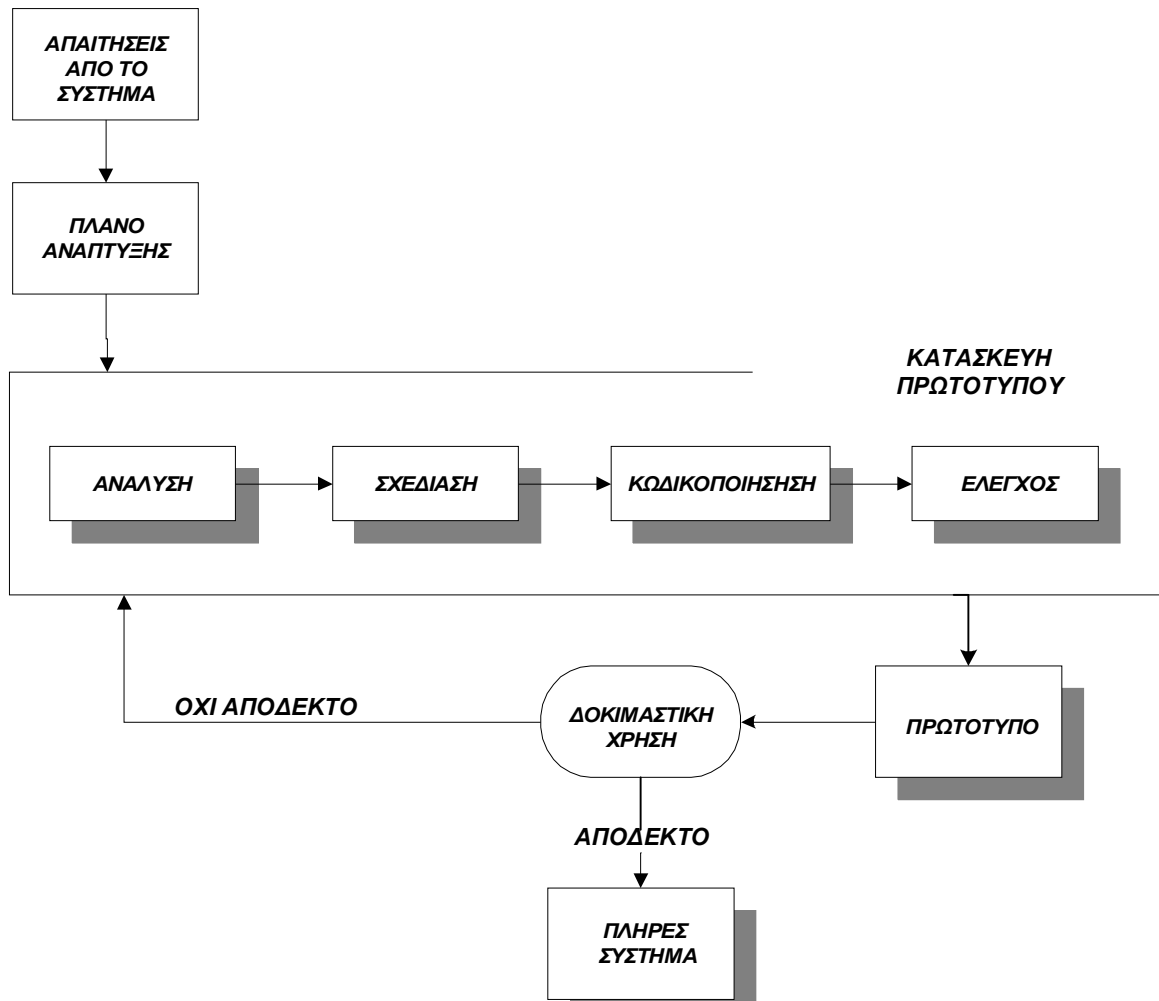 ΑΠΑΙΤΗΣΕΙΣ
ΑΠΟ ΤΟ
ΣΥΣΤΗΜΑ
ΠΛΑΝΟ
ΑΝΑΠΤΥΞΗΣ
ΚΑΤΑΣΚΕΥΗ
ΠΡΩΤΟΤΥΠΟΥ
ΑΝΑΛΥΣΗ
ΣΧΕΔΙΑΣΗ
ΚΩΔΙΚΟΠΟΙΗΣΗΣΗ
ΕΛΕΓΧΟΣ
ΟΧΙ ΑΠΟΔΕΚΤΟ
ΔΟΚΙΜΑΣΤΙΚΗ
ΧΡΗΣΗ
ΠΡΩΤΟΤΥΠΟ
ΑΠΟΔΕΚΤΟ
ΠΛΗΡΕΣ
ΣΥΣΤΗΜΑ